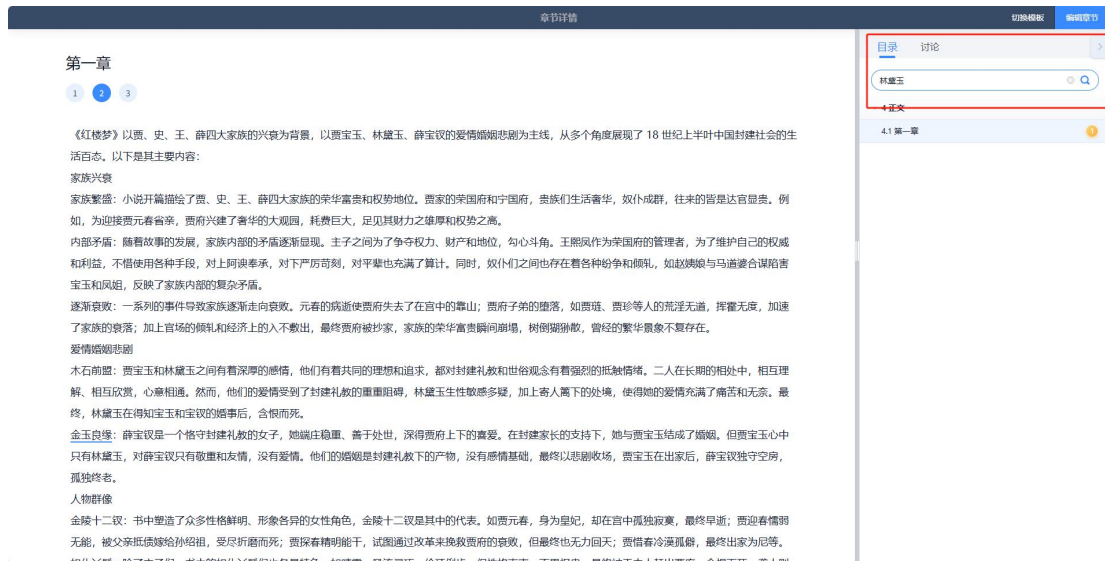 章节详情
切换模板
编辑章节
第一章
1 2 3
《红楼梦》以贾、史、王、薛四大家族的兴衰为背景，以贾宝玉、林黛玉、薛宝钗的爱情婚姻悲剧为主线，从多个角度展现了 18 世纪上半叶中国封建社会的生
活百态。以下是其主要内容：
家族兴衰
家族繁盛：小说开篇描绘了贾、史、王、薛四大家族的荣华富贵和权势地位。贾家的荣国府和宁国府，贵族们生活奢华，奴仆成群，往来的皆是达官显贵。例
如，为迎接贾元春省亲，贾府兴建了奢华的大观园，耗费巨大，足见其财力之雄厚和权势之高。
内部矛盾：随着故事的发展，家族内部的矛盾逐渐显现。主子之间为了争夺权力、财产和地位，勾心斗角。王熙凤作为荣国府的管理者，为了维护自己的权威
和利益，不惜使用各种手段，对上阿谀奉承，对下严厉苛刻，对平辈也充满了算计。同时，奴仆们之间也存在着各种纷争和倾轧，如赵姨娘与马道婆合谋陷害
宝玉和凤姐，反映了家族内部的复杂矛盾。
逐渐衰败：一系列的事件导致家族逐渐走向衰败。元春的病逝使贾府失去了在宫中的靠山；贾府子弟的堕落，如贾琏、贾珍等人的荒淫无道，挥霍无度，加速
了家族的衰落；加上官场的倾轧和经济上的入不敷出，最终贾府被抄家，家族的荣华富贵瞬间崩塌，树倒猢狲散，曾经的繁华景象不复存在。
爱情婚姻悲剧
木石前盟：贾宝玉和林黛玉之间有着深厚的感情，他们有着共同的理想和追求，都对封建礼教和世俗观念有着强烈的抵触情绪。二人在长期的相处中，相互理
解、相互欣赏，心意相通。然而，他们的爱情受到了封建礼教的重重阻碍，林黛玉生性敏感多疑，加上寄人篱下的处境，使得她的爱情充满了痛苦和无奈。最
终，林黛玉在得知宝玉和宝钗的婚事后，含恨而死。
金玉良缘：薛宝钗是一个恪守封建礼教的女子，她端庄稳重、善于处世，深得贾府上下的喜爱。在封建家长的支持下，她与贾宝玉结成了婚姻。但贾宝玉心中
只有林黛玉，对薛宝钗只有敬重和友情，没有爱情。他们的婚姻是封建礼教下的产物，没有感情基础，最终以悲剧收场，贾宝玉在出家后，薛宝钗独守空房，
孤独终老。
人物群像
金陵十二钗：书中塑造了众多性格鲜明、形象各异的女性角色，金陵十二钗是其中的代表。如贾元春，身为皇妃，却在宫中孤独寂寞，最终早逝；贾迎春懦弱
无能，被父亲抵债嫁给孙绍祖，受尽折磨而死；贾探春精明能干，试图通过改革来挽救贾府的衰败，但最终也无力回天；贾惜春冷漠孤僻，最终出家为尼等。
目录
讨论
林黛玉
4 正文
4.1 第一章
1